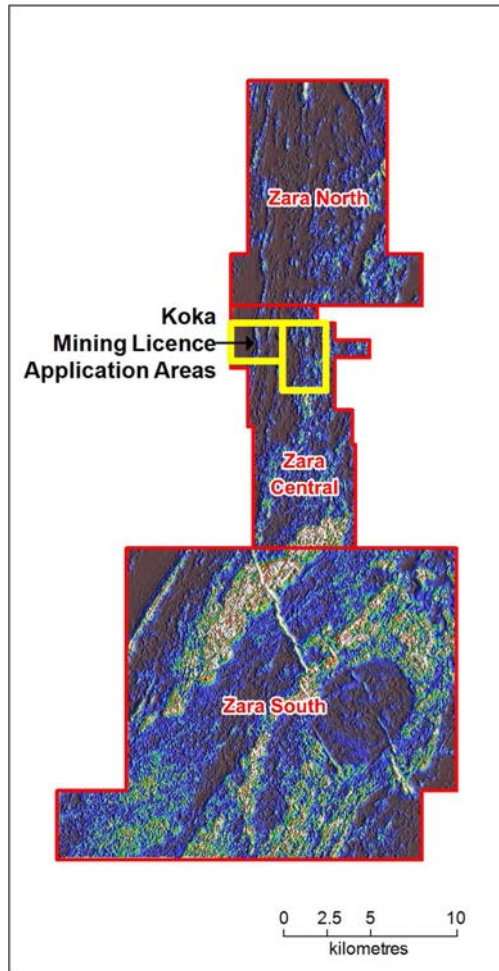 Zara North
Koka
Mining Licence
Application Areas
Zara
Central
Zara South
0 2.5 5 10
kilometres